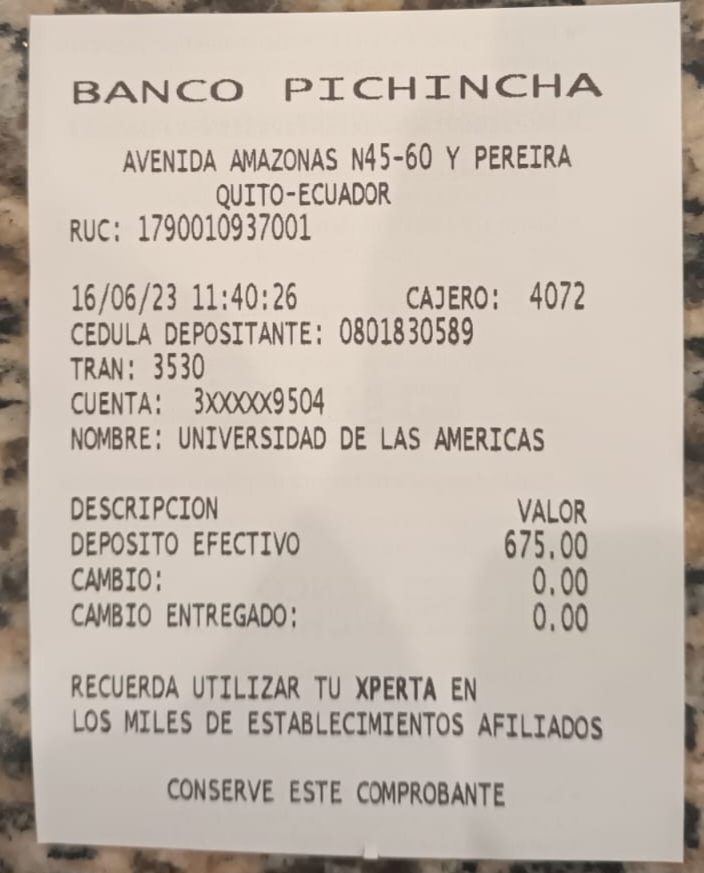 BANCO PICHINCHA
AVENIDA AMAZONAS N45-60 Y PEREIRA
QUITO-ECUADOR
RUC: 1790010937001
16/06/23 11:40:26 CAJERO: 4072
CEDULA DEPOSITANTE: 0801830589
TRAN: 3530
CUENTA: 3XXXXX9504
NOMBRE: UNIVERSIDAD DE LAS AMERICAS
DESCRIPCION VALOR
DEPOSITO EFECTIVO 675.00
CAMBIO: 0.00
CAMBIO ENTREGADO: 0.00
RECUERDA UTILIZAR TU XPERTA EN
LOS MILES DE ESTABLECIMIENTOS AFILIADOS
CONSERVE ESTE COMPROBANTE